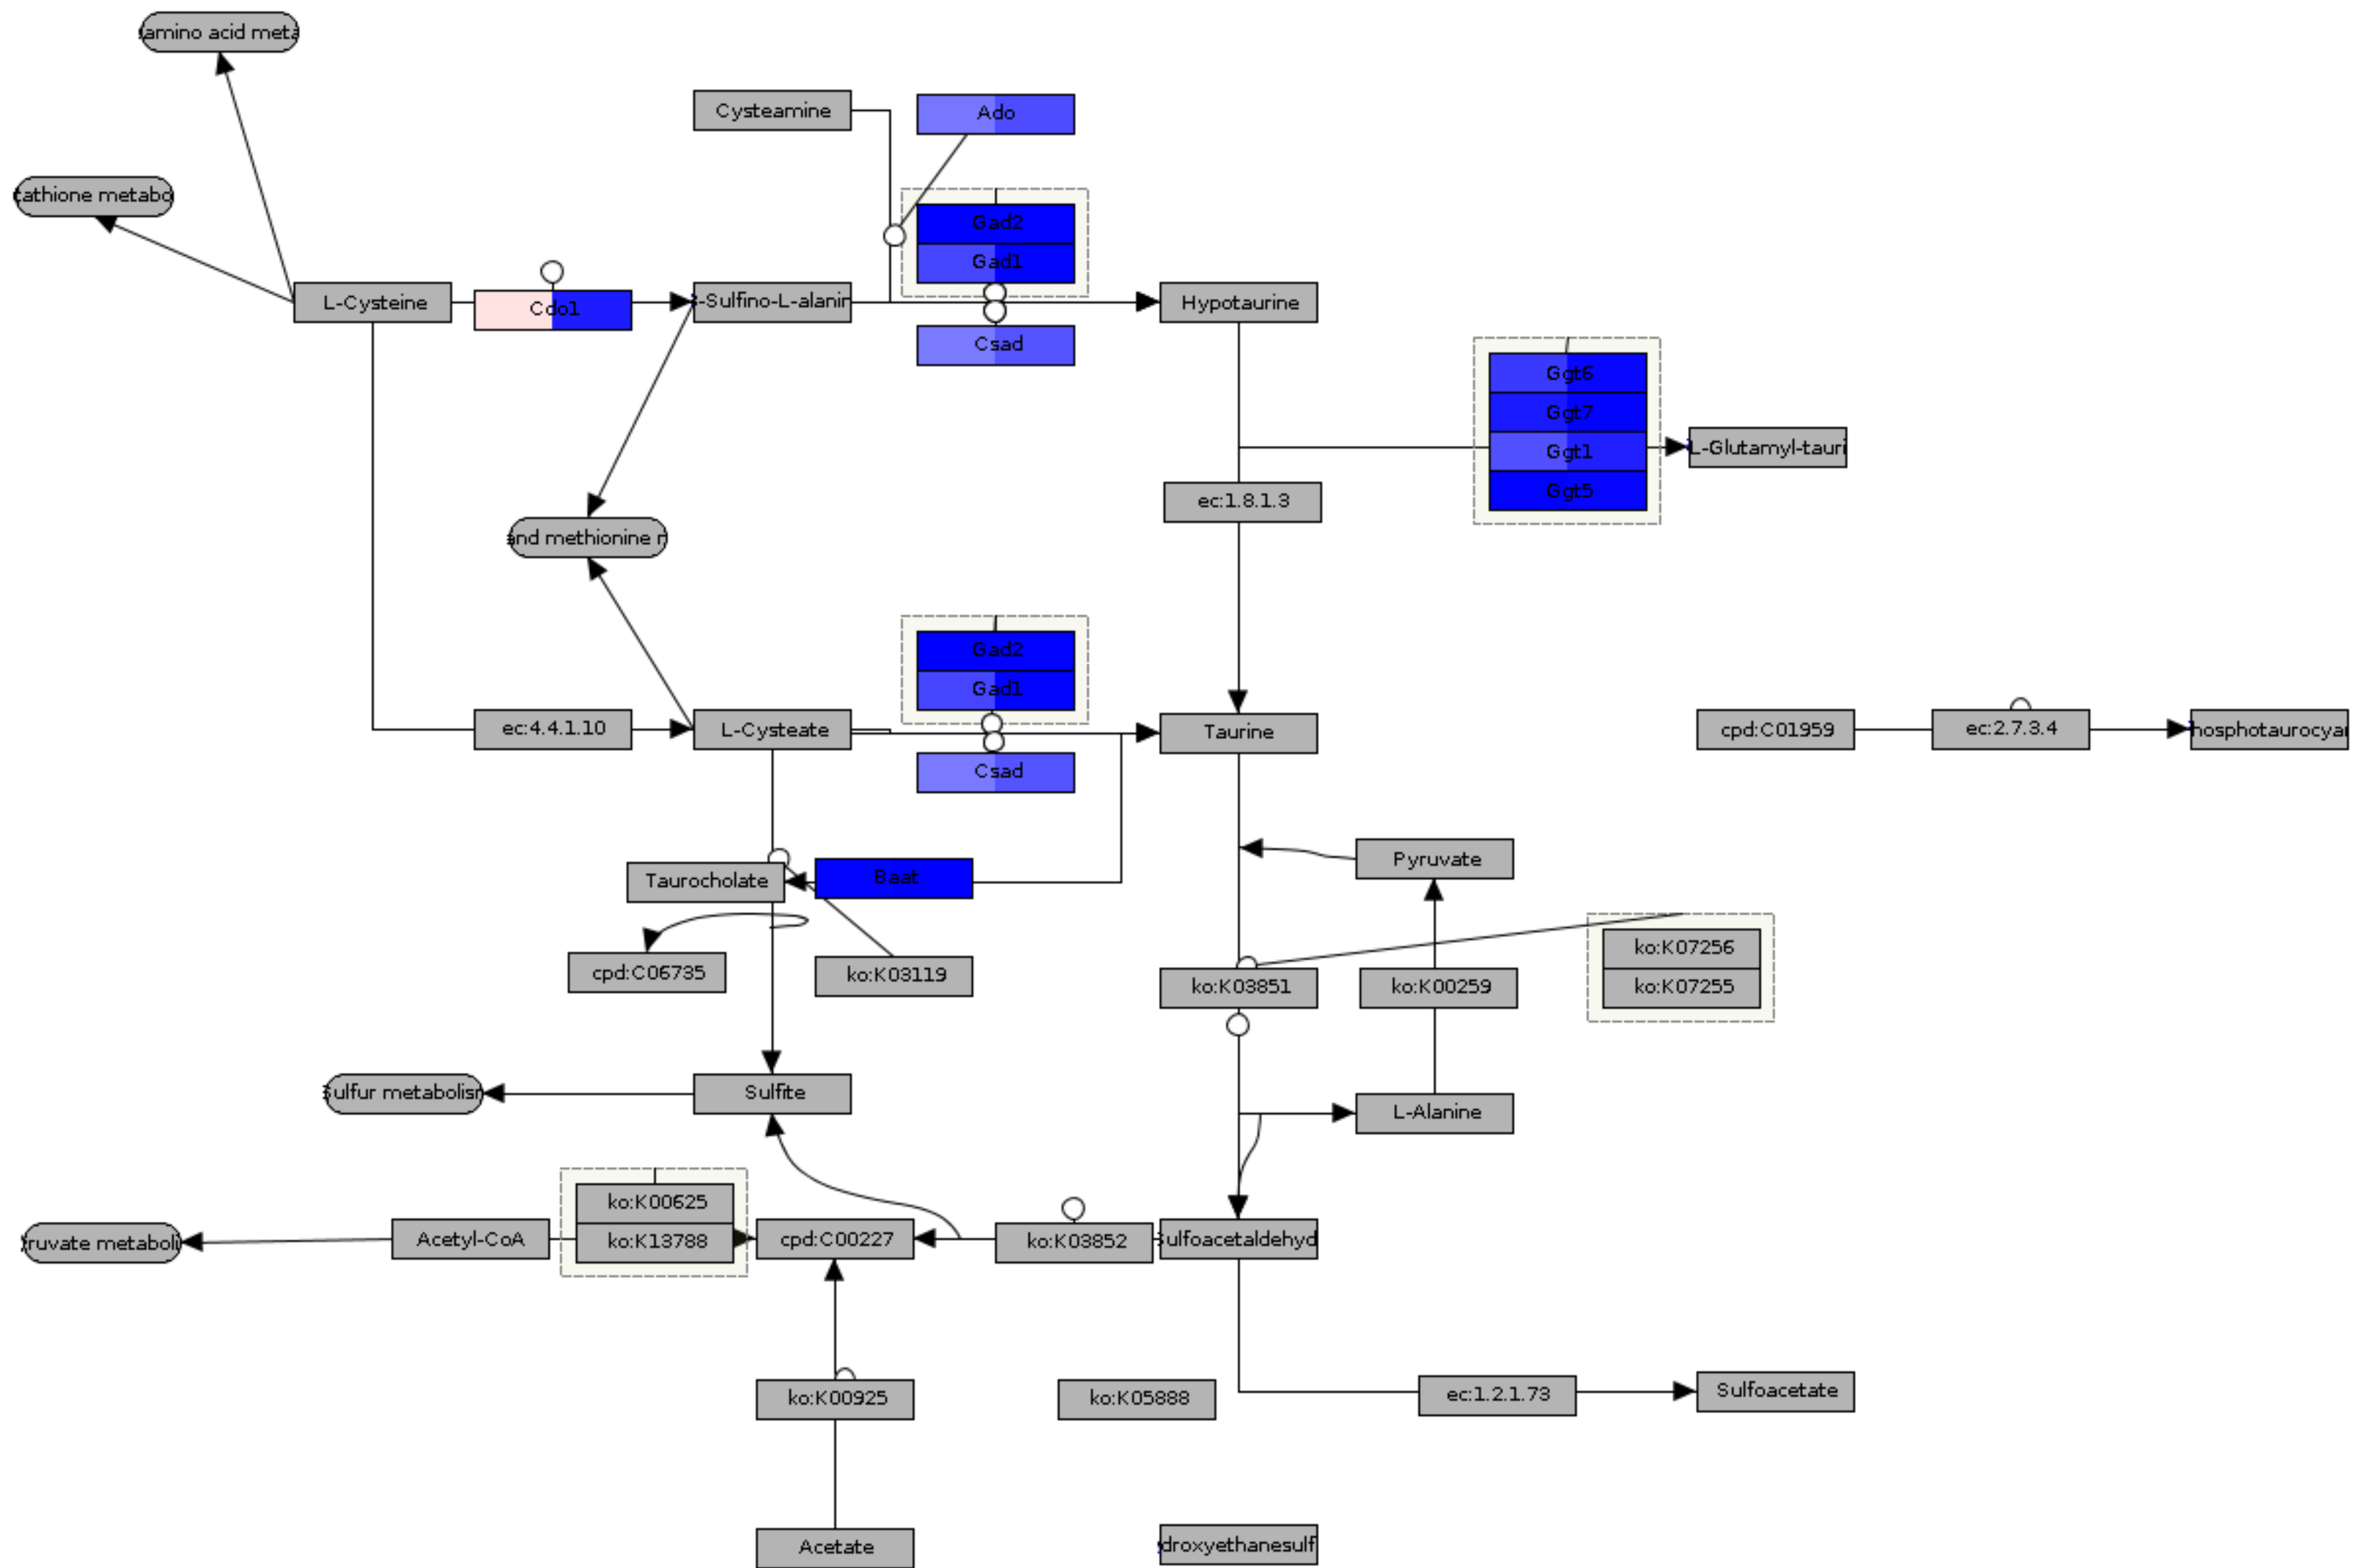 amino acid meta
Cysteamine
Ado
tathione metabo
Gad2
Gad1
L-Cysteine
Cdo1
-Sulfino-L-alanin
Hypotaurine
Csad
Ggt6
Ggt7
Ggt1
Ggt5
L-Glutamyl-tauri
ec:1.8.1.3
and methionine r
Gad2
Gad1
ec:4.4.1.10
L-Cysteate
Taurine
cpd:C01959
ec:2.7.3.4
hosphotaurocya
Csad
Taurocholate
Baat
Pyruvate
cpd:C06735
ko:K03119
ko:K03851
ko:K00259
ko:K07256
ko:K07255
Sulfur metabolisr
Sulfite
L-Alanine
ruvate metaboli
Acetyl-CoA
ko:K00625
ko:K13788
cpd:C00227
ko:K03852
ulfoacetaldehyd
ko:K00925
ko:K05888
ec:1.2.1.73
Sulfoacetate
Acetate
droxyethanesulf